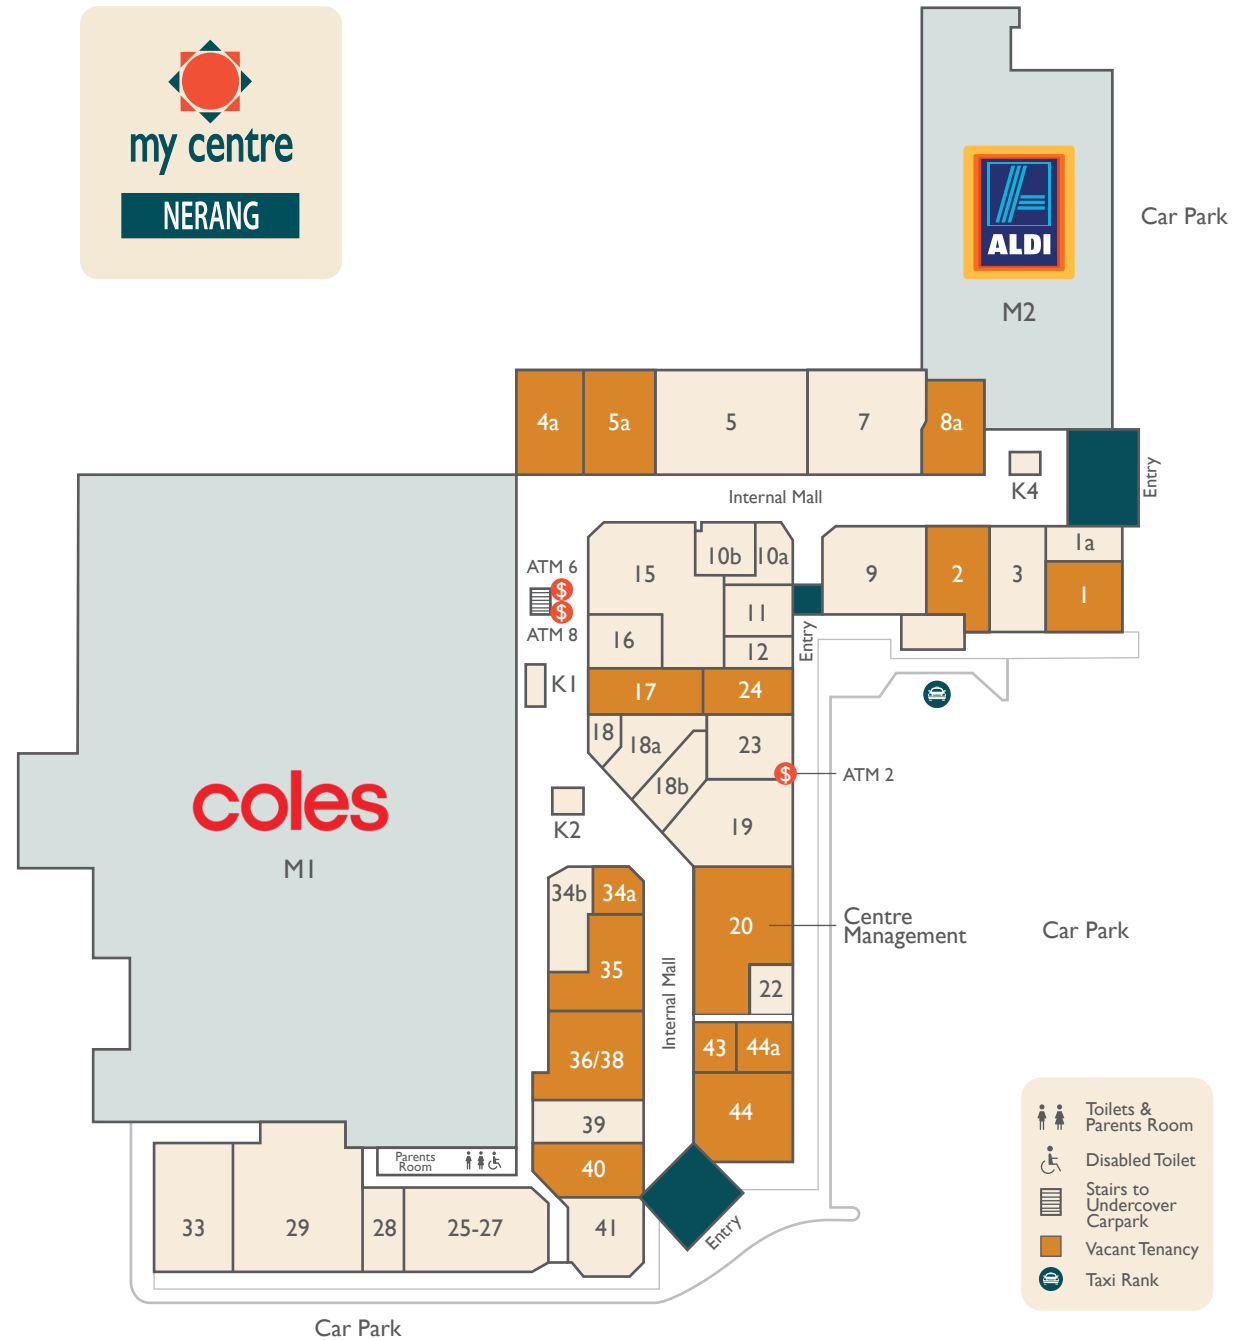 my centre
NERANG
ALDI
M2
Car Park
4a
5a
5
7
8a
K4
Entry
Internal Mall
1a
1
3
2
9
10a
10b
15
11
12
16
Entry
ATM 6
$
$
ATM 8
K1
17
24
18
18a
18b
23
$
ATM 2
19
K2
coles
M1
34b
34a
35
20
Centre
Management
22
Car Park
Internal Mall
36/38
43
44a
44
39
40
41
Entry
Parents
Room
33
29
28
25-27
Car Park
Toilets &
Parents Room
Disabled Toilet
Stairs to
Undercover
Carpark
Vacant Tenancy
Taxi Rank